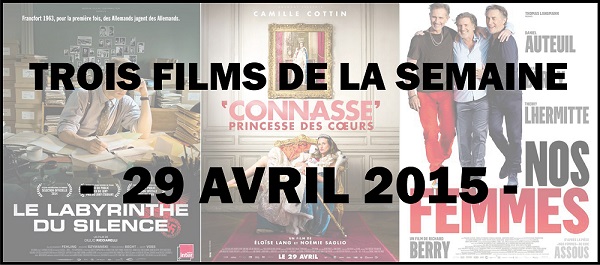 Francfort 1963, pour la première fois, des Allemands jugent des Allemands.
CAMILLE COTTIN
DANIEL
AUTEUIL
TROIS FILMS DE LA SEMAINE
THIERRY
LHERMITTE
'CONNASSE'
PRINCESSE DES CŒURS
- 29 AVRIL 2015 -
LE LABYRINTHE
DU SILENCE
NOS
FEMMES
UN FILM DE
ÉLOÏSE LANG ET NOÉMIE SAGLIO
LE 29 AVRIL
UN FILM DE RICHARD
BERRY
ASSOUS